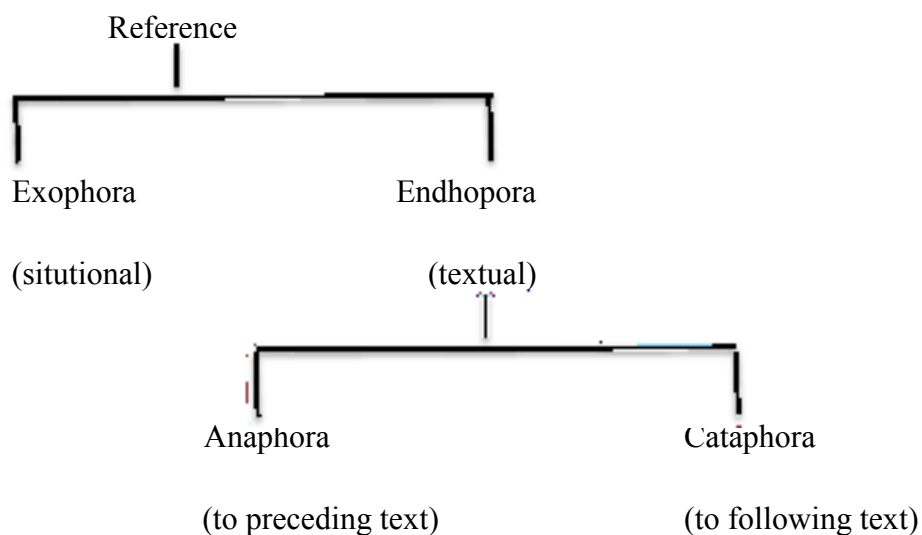 Reference
Exophora Endhopora
(situtional) (textual)
Anaphora Cataphora
(to preceding text) (to following text)